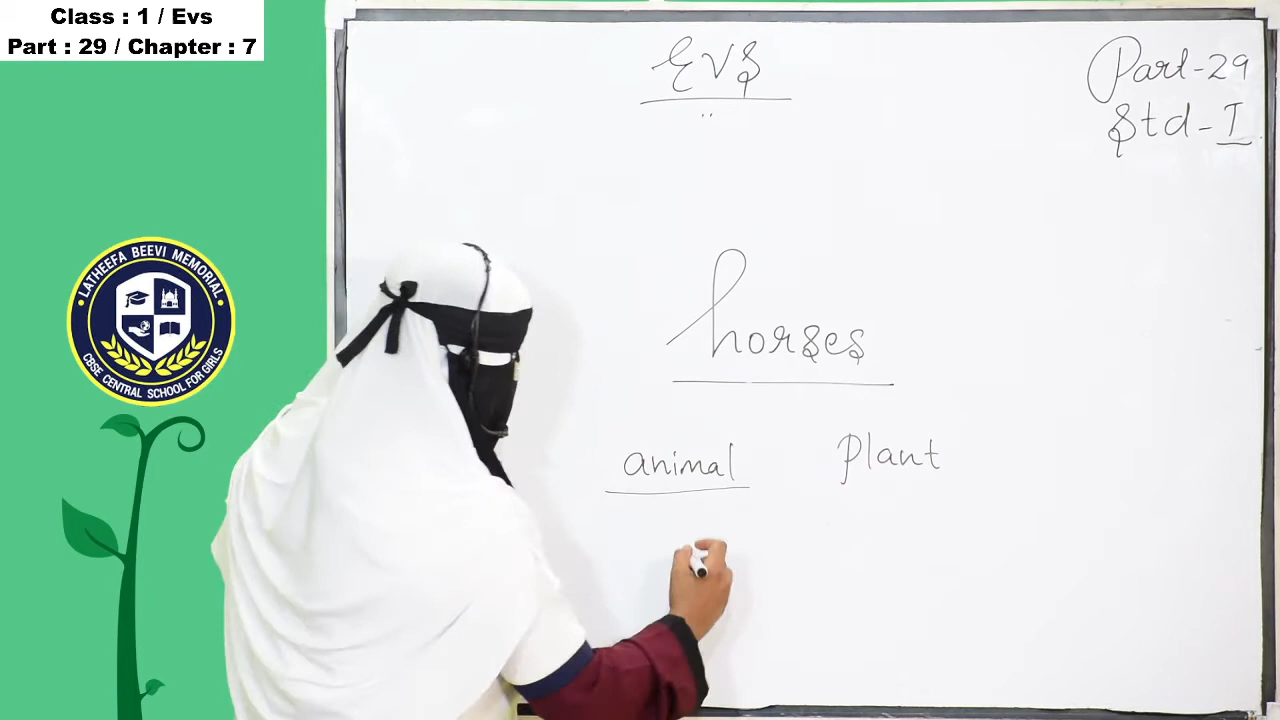 Class : 1 / Evs
Part : 29 / Chapter : 7
EVS
Part-29
Std-I
horses
animal plant
LATHEEFA BEEVI MEMORIAL
CBSE CENTRAL SCHOOL FOR GIRLS